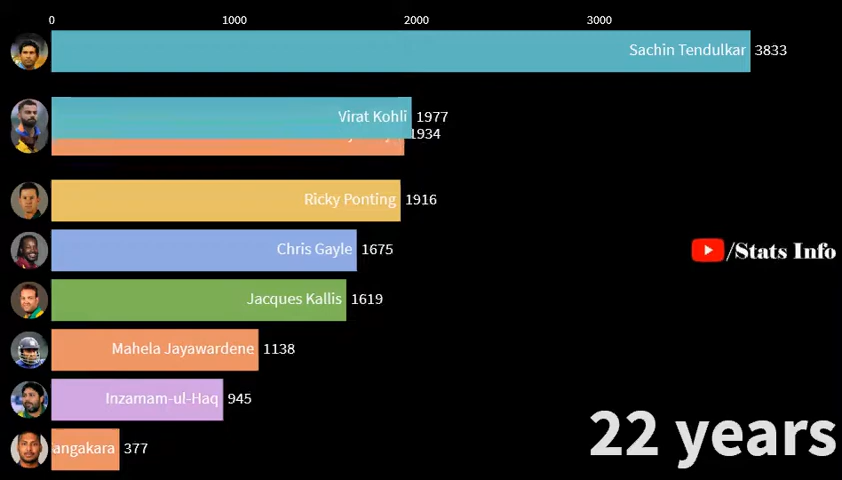 0 1000 2000 3000
Sachin Tendulkar 3833
Virat Kohli 1977
1934
Ricky Ponting 1916
Chris Gayle 1675
/Stats Info
Jacques Kallis 1619
Mahela Jayawardene 1138
Inzamam-ul-Haq 945
angakara 377
22 years